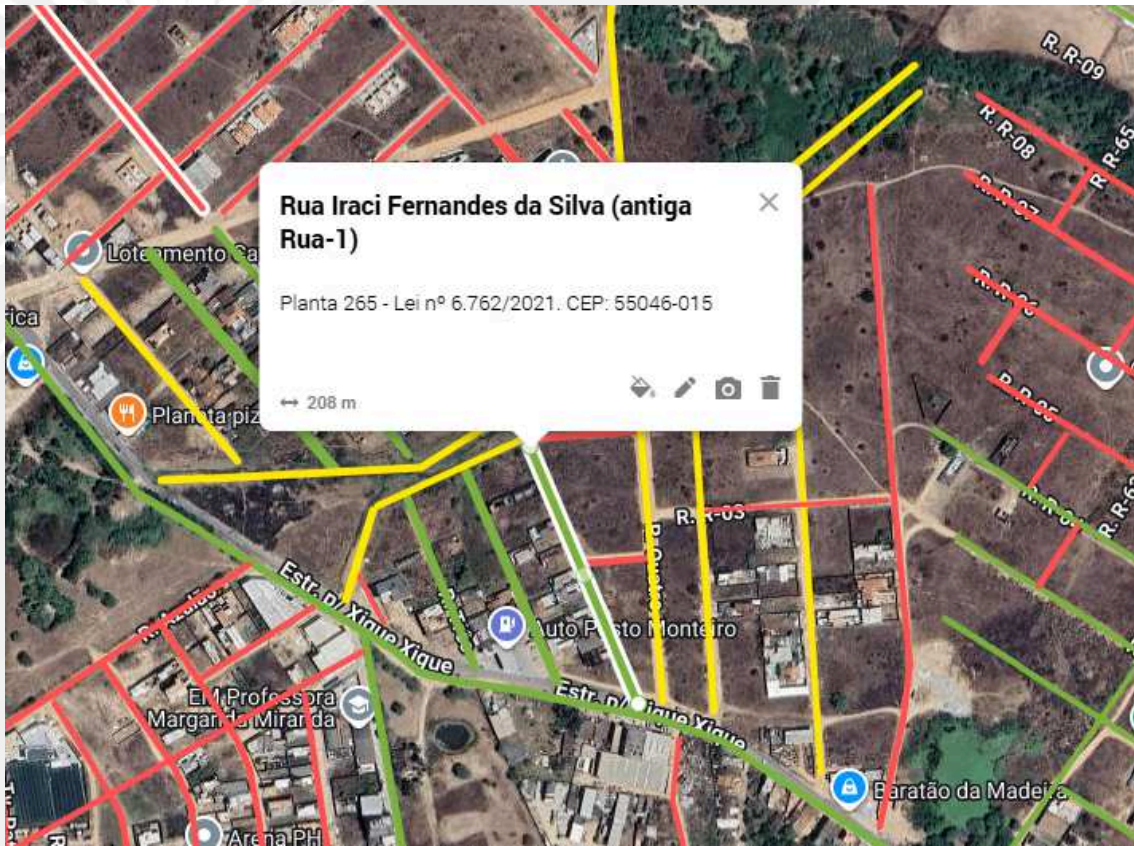 R. R-09
R. R-08
R. R-65
R. R-07
Rua Iraci Fernandes da Silva (antiga
Rua-1)
Loteamento Ca
Planta 265 - Lei nº 6.762/2021. CEP: 55046-015
R. R-06
rica
208 m
Planeta piz
R. R-05
R. R-03
Estr. p/ Xique Xique
Auto Posto Monteiro
EM Professora
Margarida Miranda
Estr. p/ Xique Xique
Baratão da Madeira
Arena PH